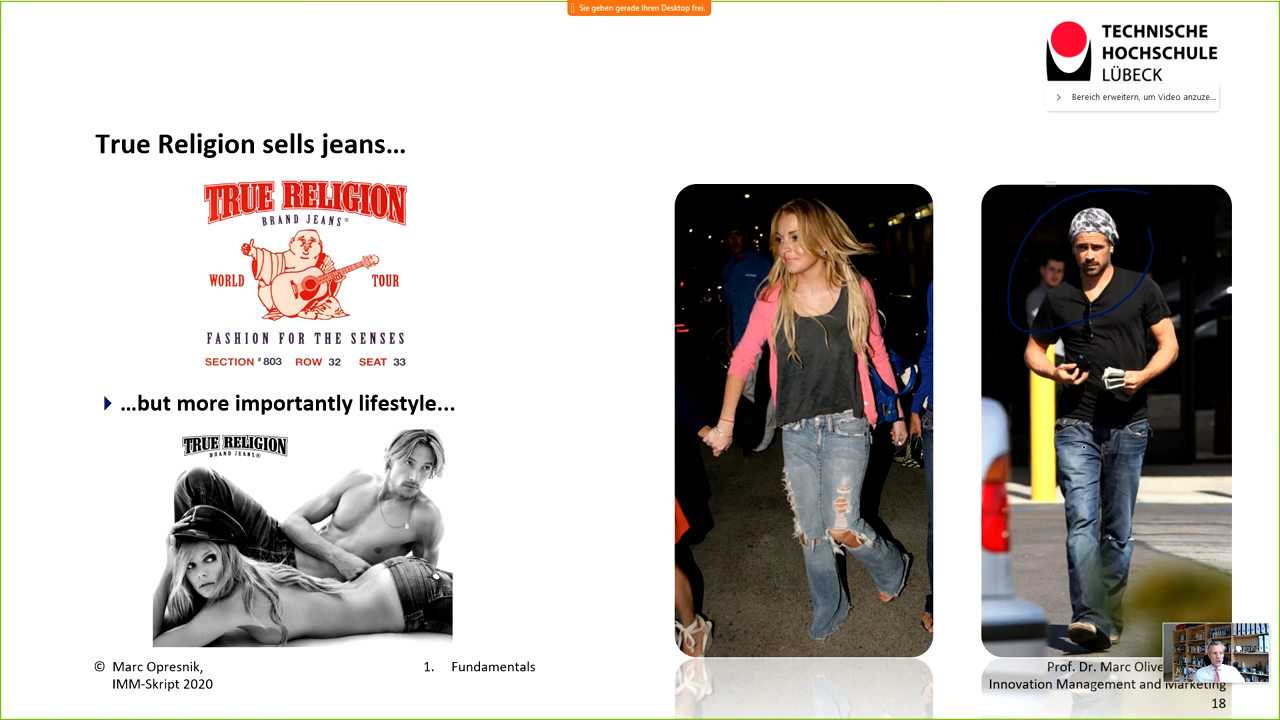 Sie geben gerade Ihren Desktop frei.
TECHNISCHE
HOCHSCHULE
LÜBECK
Bereich erweitern, um Video anzuze...
True Religion sells jeans...
TRUE RELIGION
BRAND JEANS®
WORLD
TOUR
FASHION FOR THE SENSES
SECTION #803 ROW 32 SEAT 33
...but more importantly lifestyle...
TRUE RELIGION
BRAND JEANS®
© Marc Opresnik,
IMM-Skript 2020
1. Fundamentals
Prof. Dr. Marc Olive
Innovation Management and Marketing
18